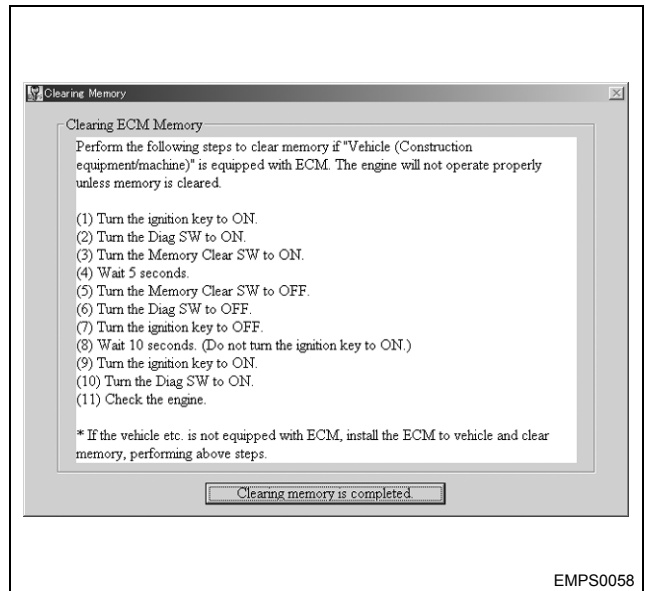 Clearing Memory
Clearing ECM Memory
Perform the following steps to clear memory if "Vehicle (Construction
equipment/machine)" is equipped with ECM. The engine will not operate properly
unless memory is cleared.
(1) Turn the ignition key to ON.
(2) Turn the Diag SW to ON.
(3) Turn the Memory Clear SW to ON.
(4) Wait 5 seconds.
(5) Turn the Memory Clear SW to OFF.
(6) Turn the Diag SW to OFF.
(7) Turn the ignition key to OFF.
(8) Wait 10 seconds. (Do not turn the ignition key to ON.)
(9) Turn the ignition key to ON.
(10) Turn the Diag SW to ON.
(11) Check the engine.
* If the vehicle etc. is not equipped with ECM, install the ECM to vehicle and clear
memory, performing above steps.
Clearing memory is completed.
EMPS0058